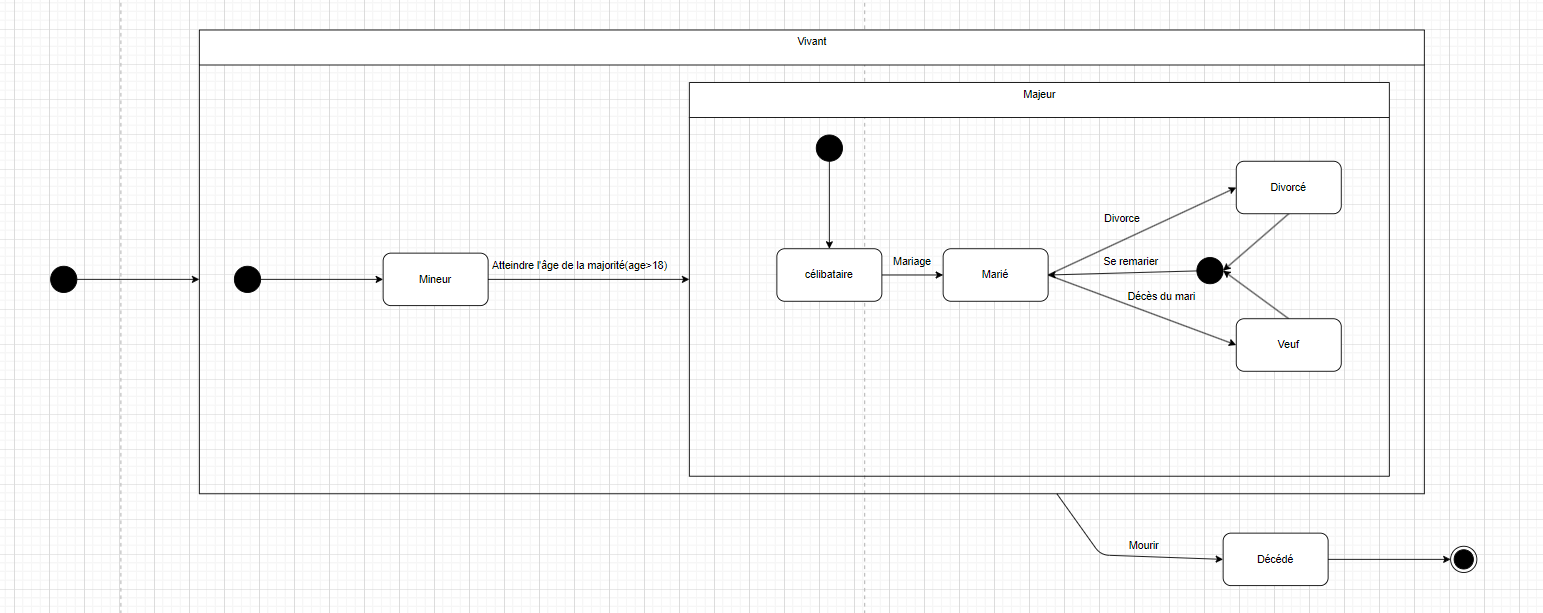 Vivant
Majeur
Divorcé
Divorce
Atteindre l'âge de la majorité(age>18)
Mariage
Se remarier
Mineur
célibataire
Marié
Décès du mari
Veuf
Mourir
Décédé